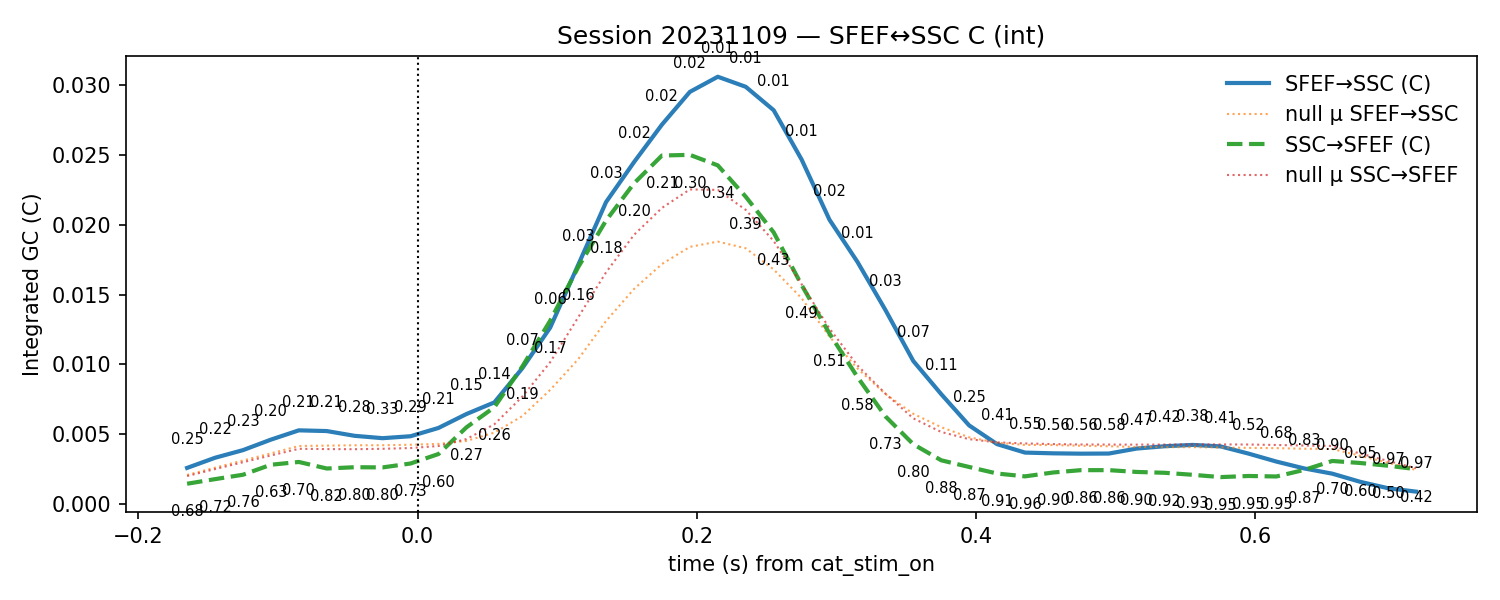 Session 20231109 — SFEF↔SSC C (int)
Integrated GC (C)
0.030
0.025
0.020
0.015
0.010
0.005
0.000
SFEF→SSC (C)
null μ SFEF→SSC
SSC→SFEF (C)
null μ SSC→SFEF
0.25 0.22 0.23 0.20 0.21 0.21 0.28 0.33 0.29 0.21 0.15 0.14 0.07 0.06 0.03 0.03 0.02 0.02 0.02 0.01 0.01 0.01 0.01 0.02 0.01 0.03 0.07 0.11 0.25 0.41 0.55 0.56 0.56 0.58 0.47 0.42 0.38 0.41 0.52 0.68 0.83 0.90 0.95 0.97 0.97
0.68 0.72 0.76 0.63 0.70 0.82 0.80 0.80 0.73 0.60 0.27 0.26 0.19 0.17 0.16 0.18 0.20 0.21 0.30 0.34 0.39 0.43 0.49 0.51 0.58 0.73 0.80 0.88 0.87 0.91 0.96 0.90 0.86 0.86 0.90 0.92 0.93 0.95 0.95 0.95 0.87 0.70 0.60 0.50 0.42
−0.2 0.0 0.2 0.4 0.6
time (s) from cat_stim_on